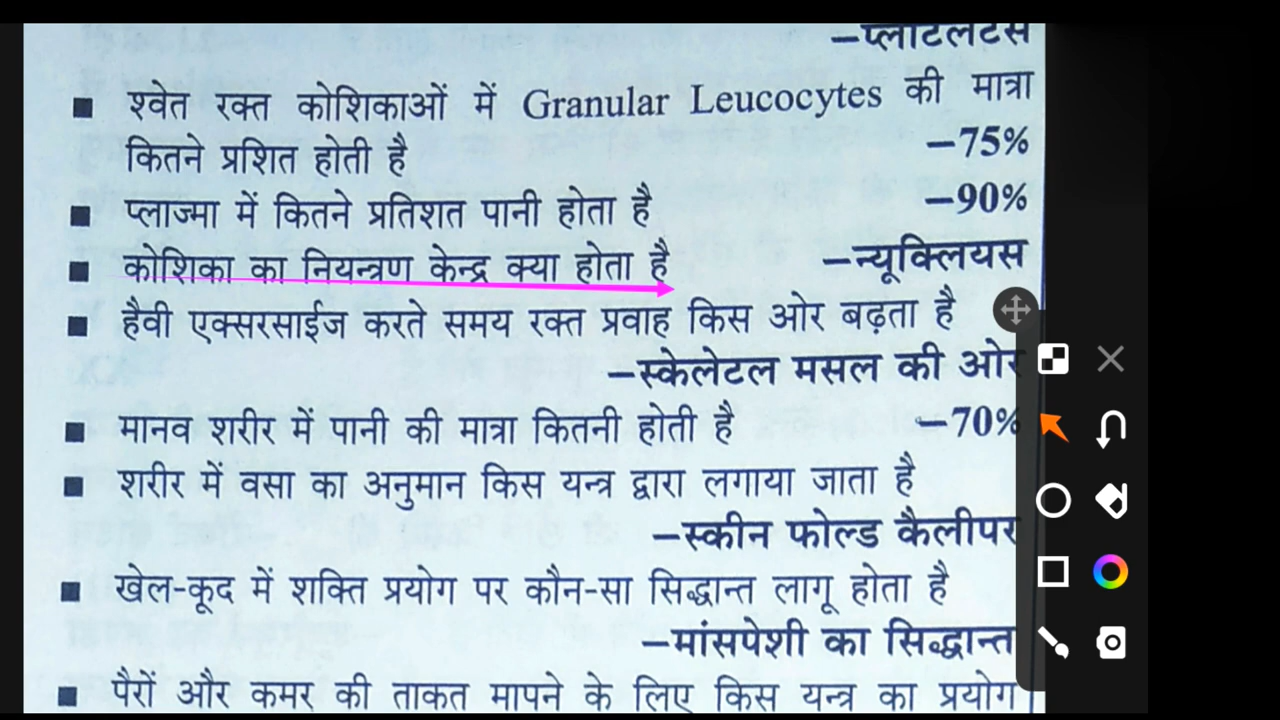 –प्लाटलेटस
■ श्वेत रक्त कोशिकाओं में Granular Leucocytes की मात्रा
कितने प्रशित होती है –75%
■ प्लाज्मा में कितने प्रतिशत पानी होता है –90%
■ कोशिका का नियन्त्रण केन्द्र क्या होता है –न्यूक्लियस
■ हैवी एक्सरसाईज करते समय रक्त प्रवाह किस ओर बढ़ता है
–स्केलेटल मसल की ओर
■ मानव शरीर में पानी की मात्रा कितनी होती है –70%
■ शरीर में वसा का अनुमान किस यन्त्र द्वारा लगाया जाता है
–स्कीन फोल्ड कैलीपर
■ खेल-कूद में शक्ति प्रयोग पर कौन-सा सिद्धान्त लागू होता है
–मांसपेशी का सिद्धान्त
■ पैरों और कमर की ताकत मापने के लिए किस यन्त्र का प्रयोग